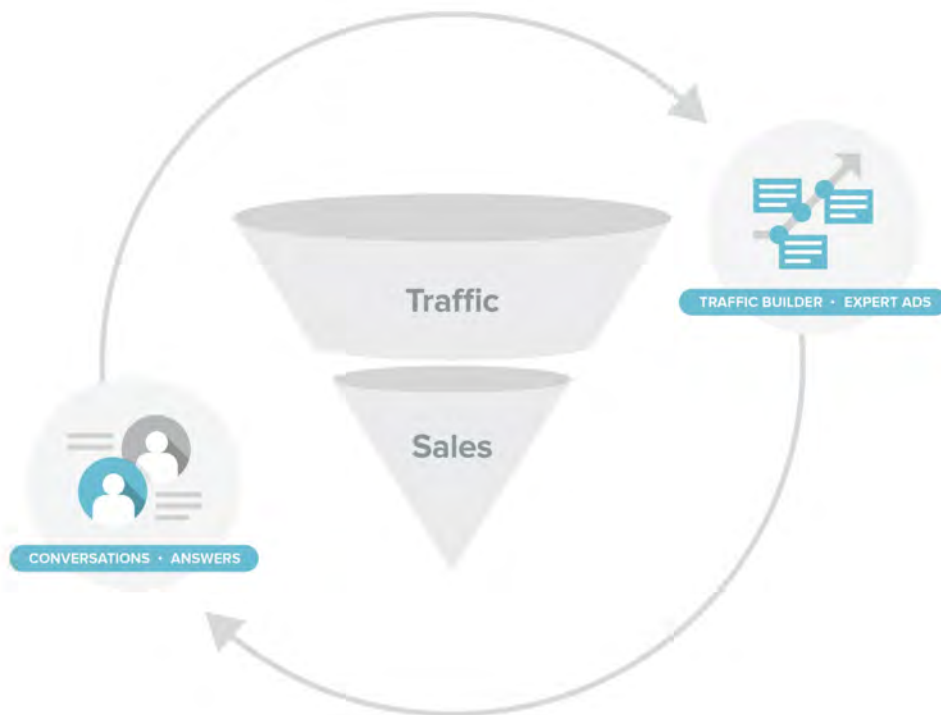 Traffic
TRAFFIC BUILDER • EXPERT ADS
Sales
CONVERSATIONS • ANSWERS